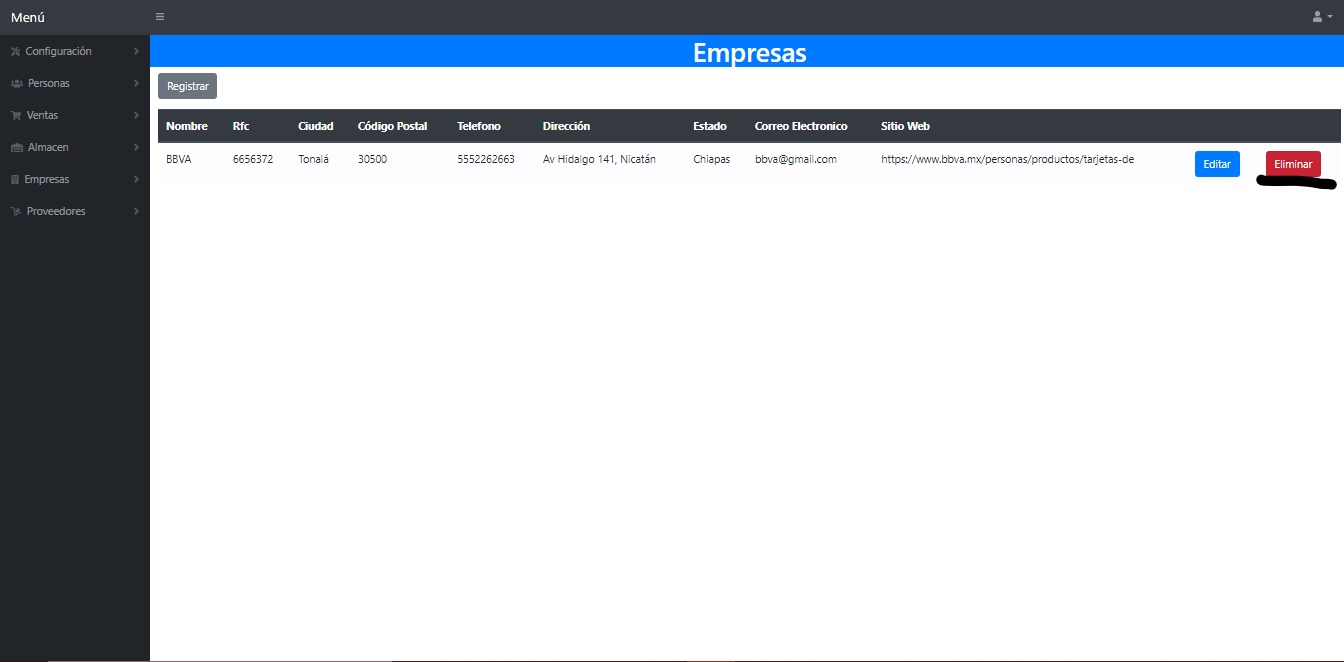 Menú
Configuración
Personas
Ventas
Almacen
Empresas
Proveedores
Empresas
Registrar
Nombre Rfc Ciudad Código Postal Telefono Dirección Estado Correo Electronico Sitio Web
BBVA 6656372 Tonalá 30500 5552262663 Av Hidalgo 141, Nicatán Chiapas bbva@gmail.com https://www.bbva.mx/personas/productos/tarjetas-de Editar Eliminar